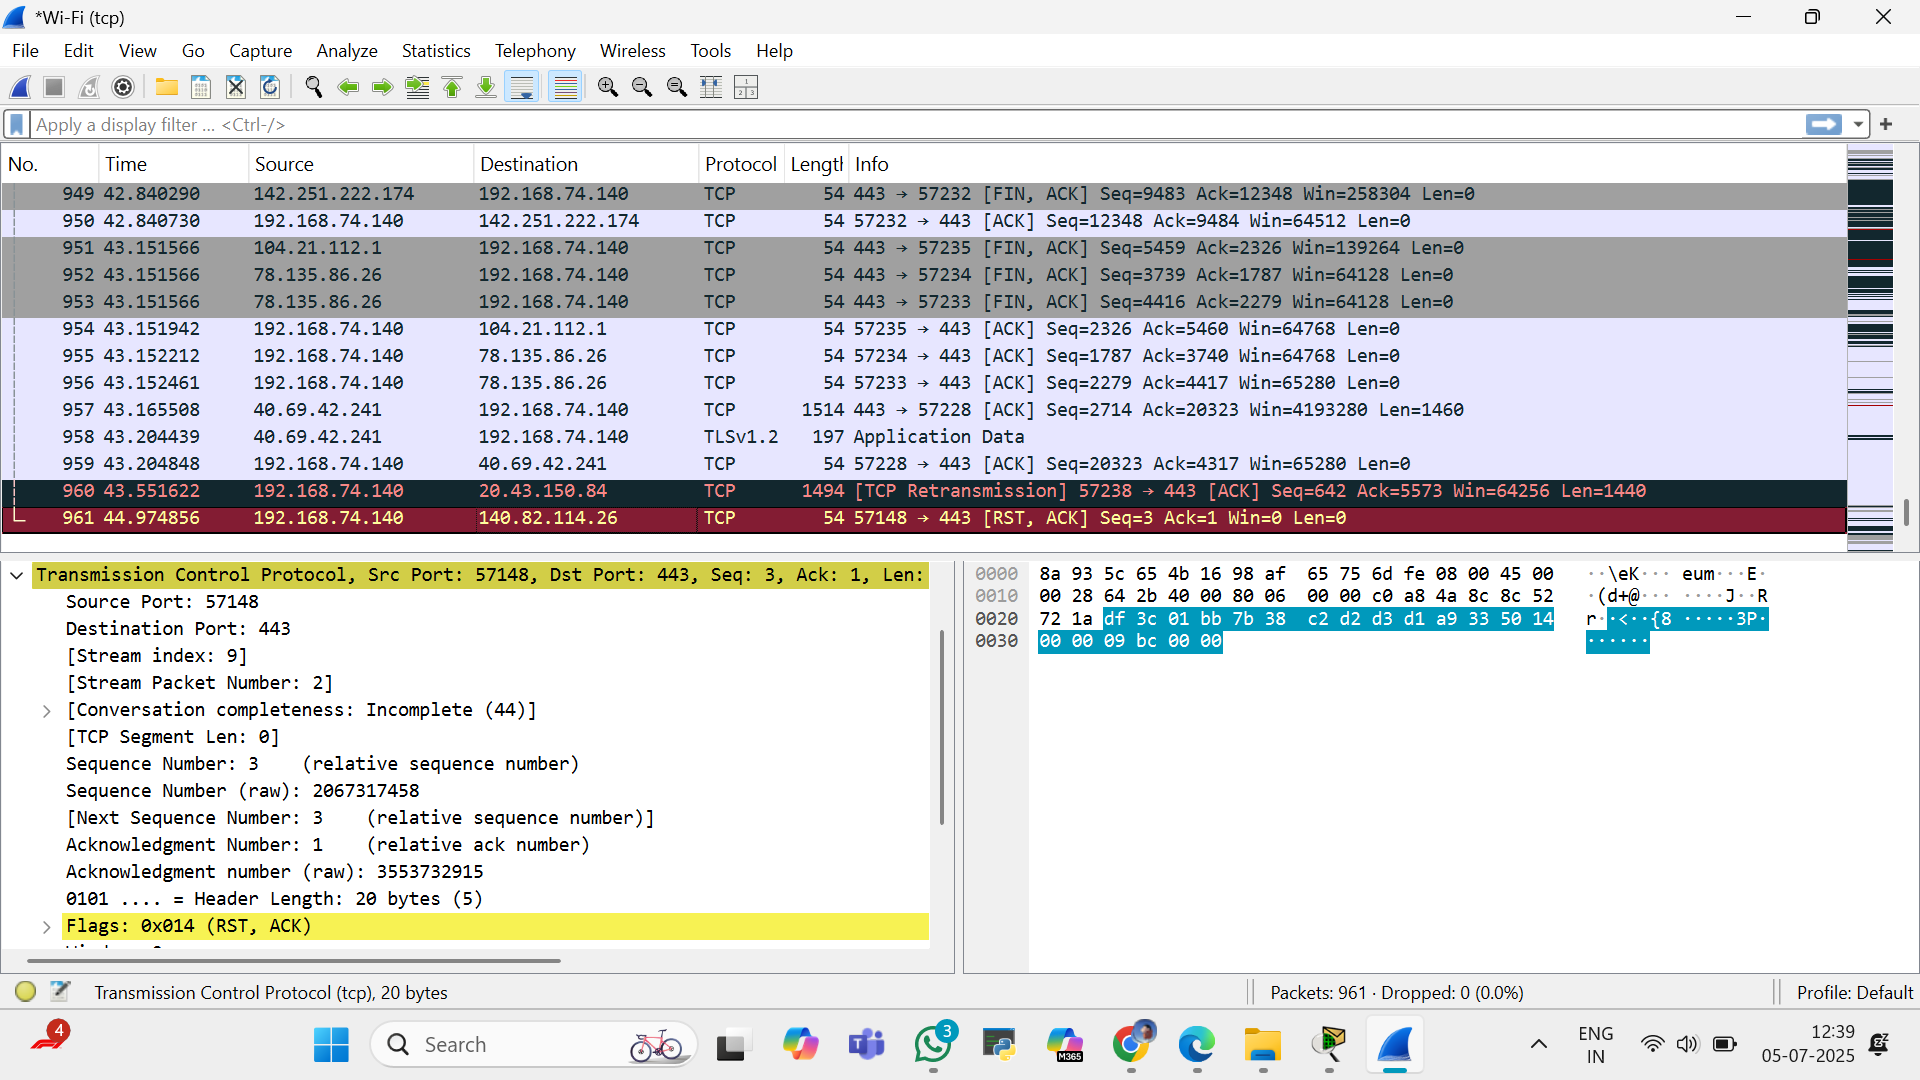 *Wi-Fi (tcp)
File Edit View Go Capture Analyze Statistics Telephony Wireless Tools Help
Apply a display filter ... <Ctrl-/>
No. Time Source Destination Protocol Length Info
949 42.840290 142.251.222.174 192.168.74.140 TCP 54 443 → 57232 [FIN, ACK] Seq=9483 Ack=12348 Win=258304 Len=0
950 42.840730 192.168.74.140 142.251.222.174 TCP 54 57232 → 443 [ACK] Seq=12348 Ack=9484 Win=64512 Len=0
951 43.151566 104.21.112.1 192.168.74.140 TCP 54 443 → 57235 [FIN, ACK] Seq=5459 Ack=2326 Win=139264 Len=0
952 43.151566 78.135.86.26 192.168.74.140 TCP 54 443 → 57234 [FIN, ACK] Seq=3739 Ack=1787 Win=64128 Len=0
953 43.151566 78.135.86.26 192.168.74.140 TCP 54 443 → 57233 [FIN, ACK] Seq=4416 Ack=2279 Win=64128 Len=0
954 43.151942 192.168.74.140 104.21.112.1 TCP 54 57235 → 443 [ACK] Seq=2326 Ack=5460 Win=64768 Len=0
955 43.152212 192.168.74.140 78.135.86.26 TCP 54 57234 → 443 [ACK] Seq=1787 Ack=3740 Win=64768 Len=0
956 43.152461 192.168.74.140 78.135.86.26 TCP 54 57233 → 443 [ACK] Seq=2279 Ack=4417 Win=65280 Len=0
957 43.165508 40.69.42.241 192.168.74.140 TCP 1514 443 → 57228 [ACK] Seq=2714 Ack=20323 Win=4193280 Len=1460
958 43.204439 40.69.42.241 192.168.74.140 TLSv1.2 197 Application Data
959 43.204848 192.168.74.140 40.69.42.241 TCP 54 57228 → 443 [ACK] Seq=20323 Ack=4317 Win=65280 Len=0
960 43.551622 192.168.74.140 20.43.150.84 TCP 1494 [TCP Retransmission] 57238 → 443 [ACK] Seq=642 Ack=5573 Win=64256 Len=1440
961 44.974856 192.168.74.140 140.82.114.26 TCP 54 57148 → 443 [RST, ACK] Seq=3 Ack=1 Win=0 Len=0
Transmission Control Protocol, Src Port: 57148, Dst Port: 443, Seq: 3, Ack: 1, Len:
Source Port: 57148
Destination Port: 443
[Stream index: 9]
[Stream Packet Number: 2]
[Conversation completeness: Incomplete (44)]
[TCP Segment Len: 0]
Sequence Number: 3 (relative sequence number)
Sequence Number (raw): 2067317458
[Next Sequence Number: 3 (relative sequence number)]
Acknowledgment Number: 1 (relative ack number)
Acknowledgment number (raw): 3553732915
0101 .... = Header Length: 20 bytes (5)
Flags: 0x014 (RST, ACK)
0000 8a 93 5c 65 4b 16 98 af 65 75 6d fe 08 00 45 00 ··\eK··· eum···E·
0010 00 28 64 2b 40 00 80 06 00 00 c0 a8 4a 8c 8c 52 ·(d+@··· ····J··R
0020 72 1a df 3c 01 bb 7b 38 c2 d2 d3 d1 a9 33 50 14 r··<··{8 ·····3P·
0030 00 00 09 bc 00 00 ······
Transmission Control Protocol (tcp), 20 bytes
Packets: 961 · Dropped: 0 (0.0%)
Profile: Default
4
Search
3
M365
ENG
IN
12:39
05-07-2025